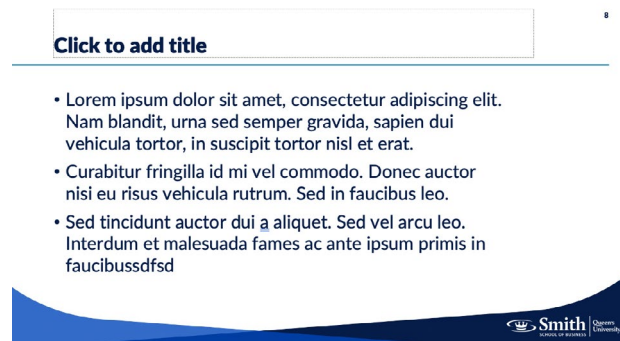 8
Click to add title
• Lorem ipsum dolor sit amet, consectetur adipiscing elit.
Nam blandit, urna sed semper gravida, sapien dui
vehicula tortor, in suscipit tortor nisl et erat.
• Curabitur fringilla id mi vel commodo. Donec auctor
nisi eu risus vehicula rutrum. Sed in faucibus leo.
• Sed tincidunt auctor dui a aliquet. Sed vel arcu leo.
Interdum et malesuada fames ac ante ipsum primis in
faucibussdfsd
Smith
SCHOOL OF BUSINESS
Queen's
University